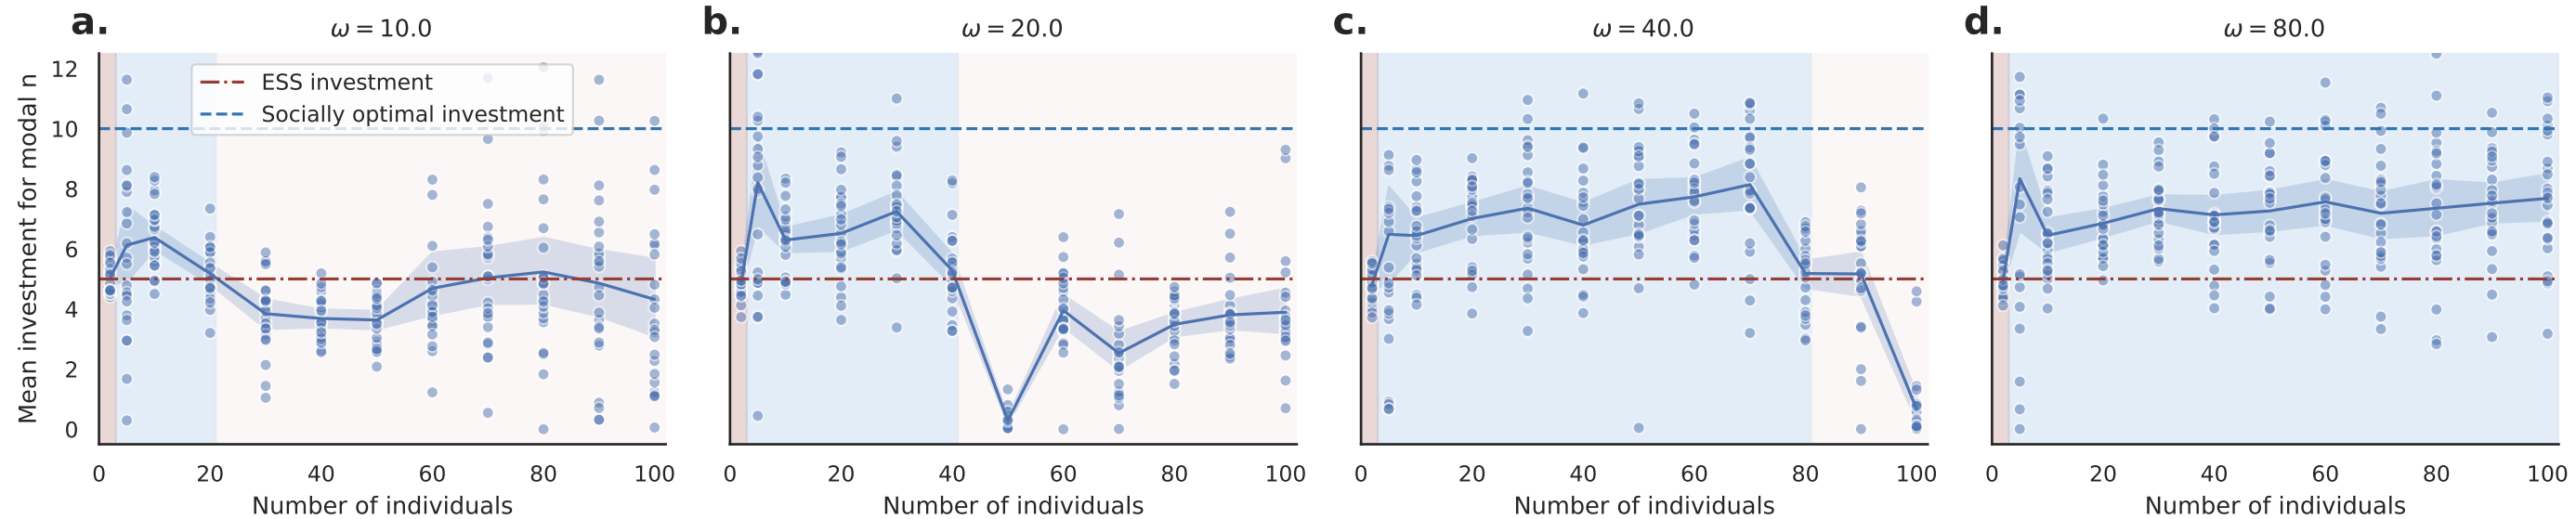 a.
ω = 10.0
b.
ω = 20.0
c.
ω = 40.0
d.
ω = 80.0
Mean investment for modal n
12
10
8
6
4
2
0
ESS investment
Socially optimal investment
0 20 40 60 80 100
0 20 40 60 80 100
0 20 40 60 80 100
0 20 40 60 80 100
Number of individuals
Number of individuals
Number of individuals
Number of individuals